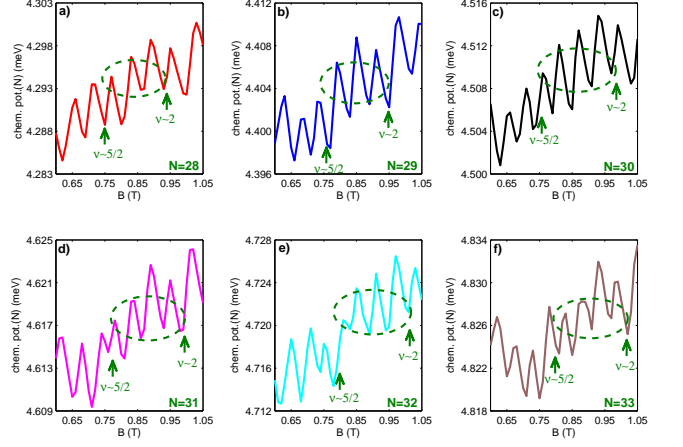 a)
4.303
4.298
4.293
4.288
4.283
chem. pot.(N) (meV)
ν~5/2
ν~2
N=28
0.65 0.75 0.85 0.95 1.05
B (T)
b)
4.412
4.408
4.404
4.400
4.396
chem. pot.(N) (meV)
ν~5/2
ν~2
N=29
0.65 0.75 0.85 0.95 1.05
B (T)
c)
4.516
4.512
4.508
4.504
4.500
chem. pot.(N) (meV)
ν~5/2
ν~2
N=30
0.65 0.75 0.85 0.95 1.05
B (T)
d)
4.625
4.621
4.617
4.613
4.609
chem. pot.(N) (meV)
ν~5/2
ν~2
N=31
0.65 0.75 0.85 0.95 1.05
B (T)
e)
4.728
4.724
4.720
4.716
4.712
chem. pot.(N) (meV)
ν~5/2
ν~2
N=32
0.65 0.75 0.85 0.95 1.05
B (T)
f)
4.834
4.830
4.826
4.822
4.818
chem. pot.(N) (meV)
ν~5/2
ν~2
N=33
0.65 0.75 0.85 0.95 1.05
B (T)